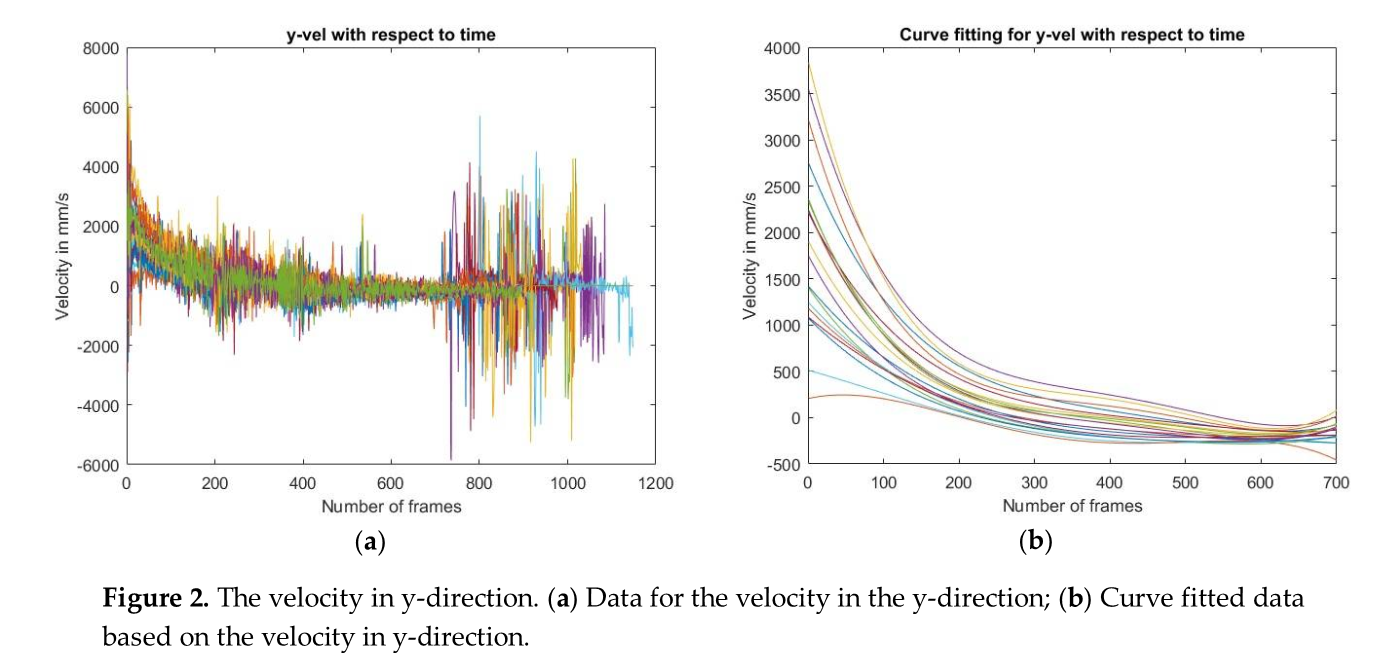 y-vel with respect to time
8000
6000
4000
2000
0
-2000
-4000
-6000
Velocity in mm/s
0 200 400 600 800 1000 1200
Number of frames
(a)
Curve fitting for y-vel with respect to time
4000
3500
3000
2500
2000
1500
1000
500
0
-500
Velocity in mm/s
0 100 200 300 400 500 600 700
Number of frames
(b)
Figure 2. The velocity in y-direction. (a) Data for the velocity in the y-direction; (b) Curve fitted data
based on the velocity in y-direction.